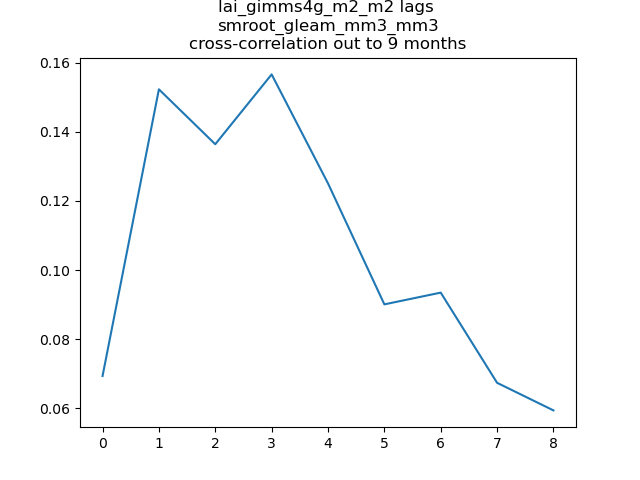 lai_gimms4g_m2_m2 lags
smroot_gleam_mm3_mm3
cross-correlation out to 9 months
0.16
0.14
0.12
0.10
0.08
0.06
0 1 2 3 4 5 6 7 8